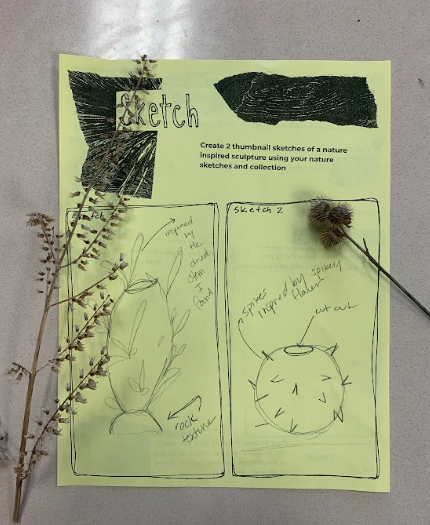 Sketch
Create 2 thumbnail sketches of a nature
inspired sculpture using your nature
sketches and collection
Sketch
inspired
by
the
dried
stem
I
found
rock
texture
Sketch 2
spikes
inspired by spikey
flower
cut out